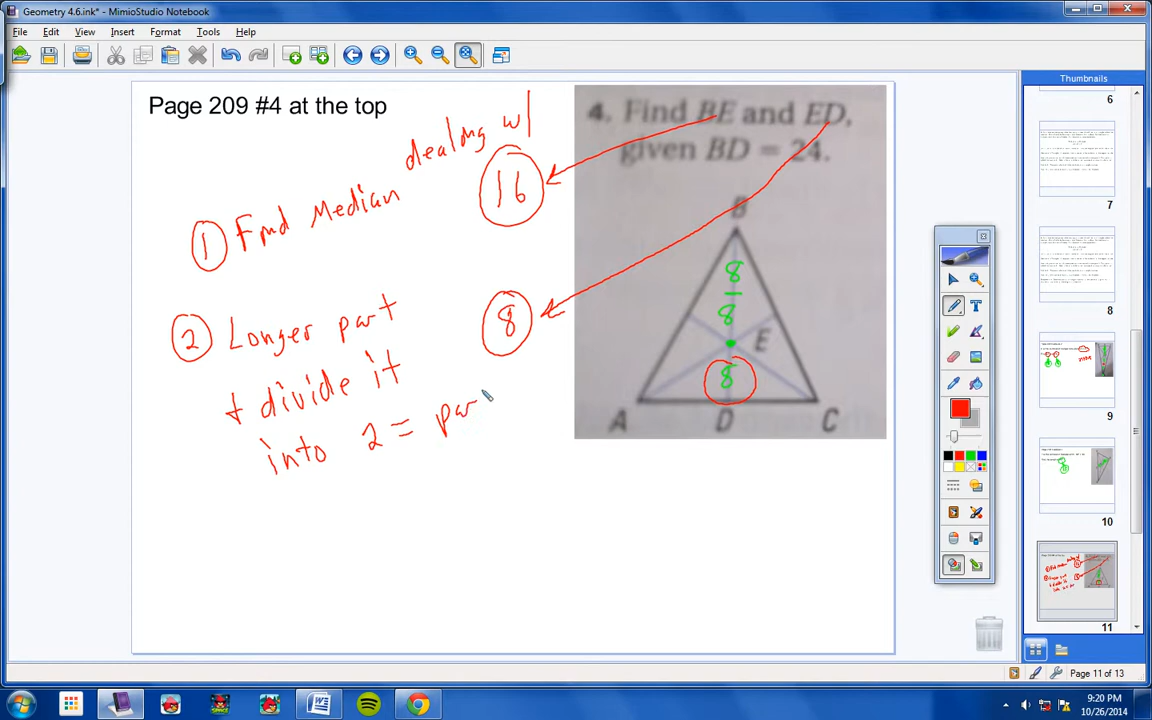 Geometry 4.6.ink* - MimioStudio Notebook
File Edit View Insert Format Tools Help
Page 209 #4 at the top
4. Find BE and ED,
given BD = 24.
dealing w/
① Find Median
16
② Longer part
+ divide it
into 2 = par
8
B
8
8
E
8
A D C
Thumbnails
6
7
8
9
10
11
T
Page 11 of 13
9:20 PM
10/26/2014